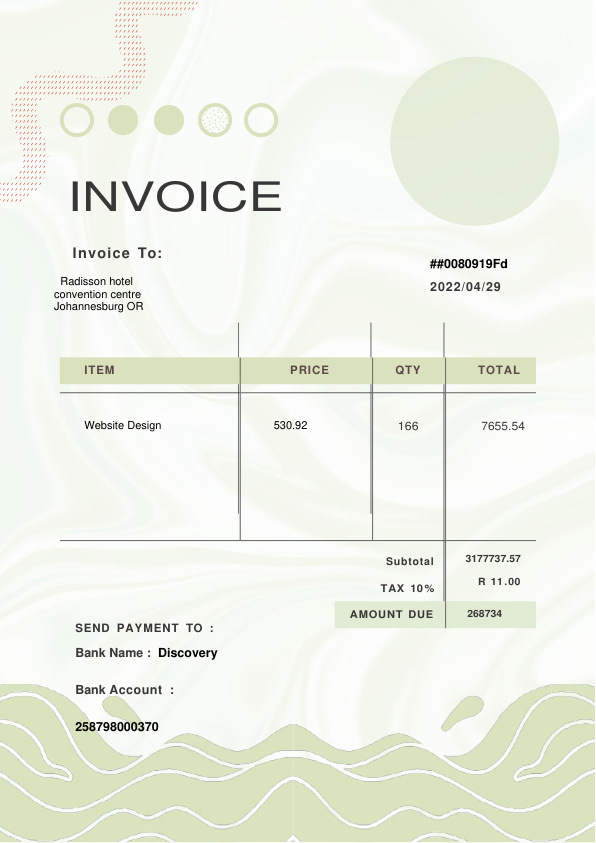 INVOICE
Invoice To:
Radisson hotel
convention centre
Johannesburg OR
##0080919Fd
2022/04/29
ITEM PRICE QTY TOTAL
Website Design 530.92 166 7655.54
Subtotal 3177737.57
TAX 10% R 11.00
AMOUNT DUE 268734
SEND PAYMENT TO :
Bank Name : Discovery
Bank Account :
258798000370